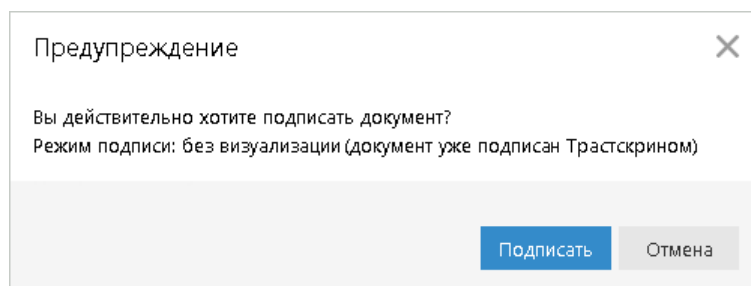 Предупреждение
Вы действительно хотите подписать документ?
Режим подписи: без визуализации (документ уже подписан Трастскрином)
Подписать
Отмена